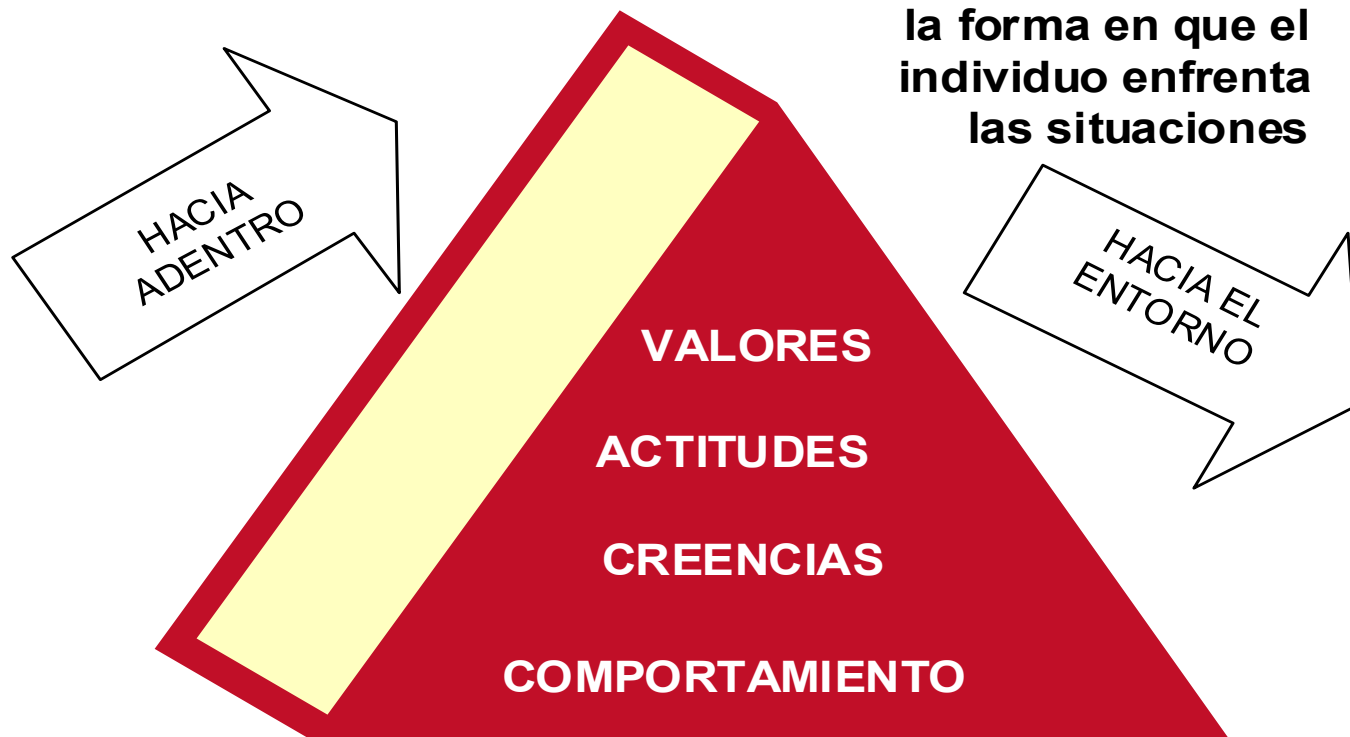 la forma en que el
individuo enfrenta
las situaciones
HACIA
ADENTRO
HACIA EL
ENTORNO
VALORES
ACTITUDES
CREENCIAS
COMPORTAMIENTO